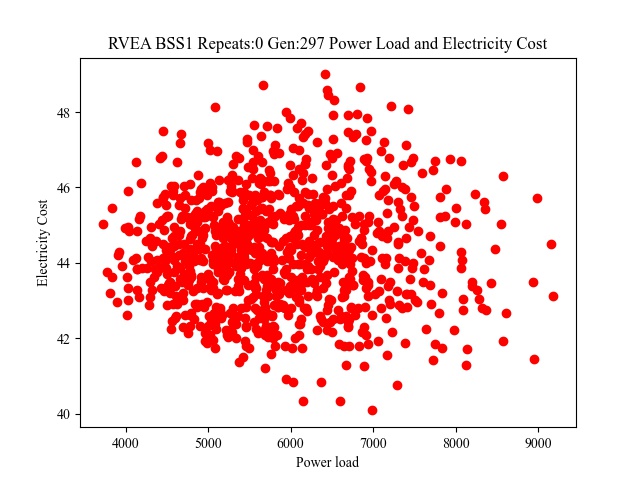 RVEA BSS1 Repeats:0 Gen:297 Power Load and Electricity Cost
48
46
44
42
40
Electricity Cost
4000 5000 6000 7000 8000 9000
Power load